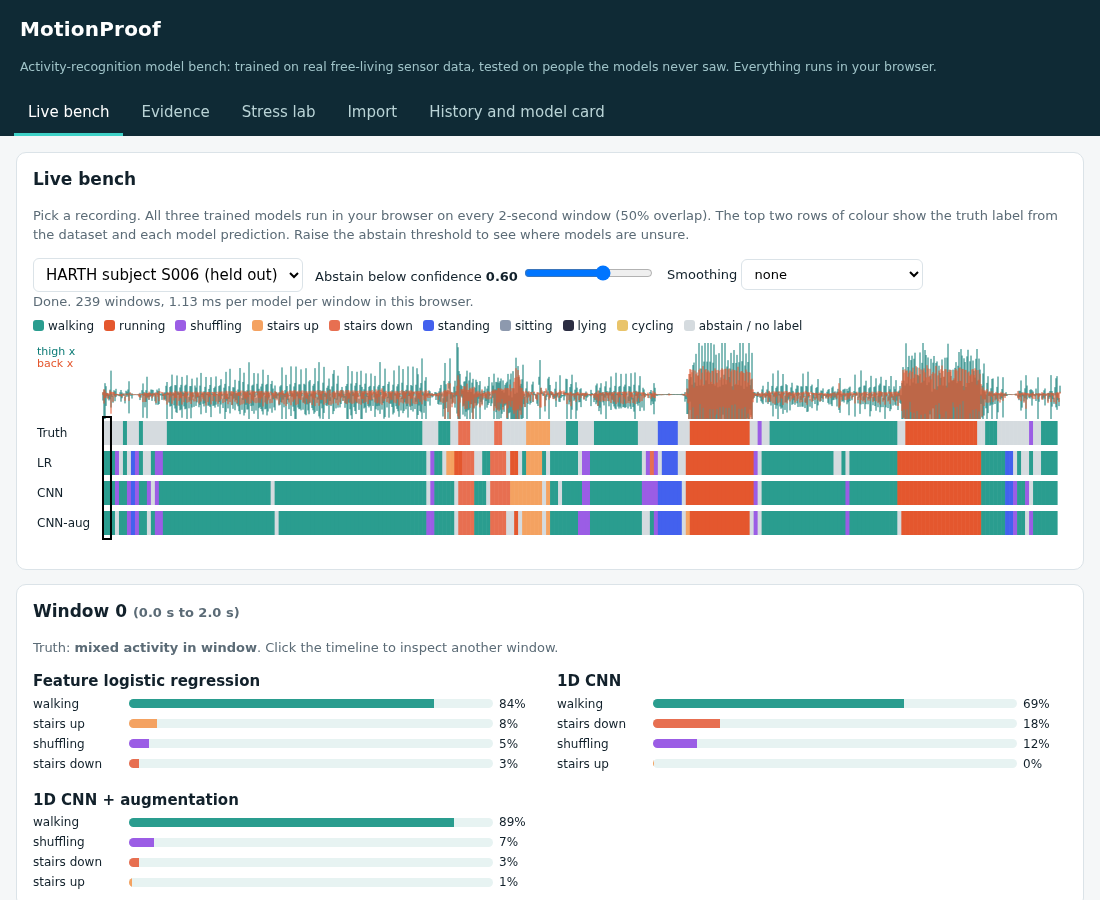 MotionProof
Activity-recognition model bench: trained on real free-living sensor data, tested on people the models never saw. Everything runs in your browser.
Live bench Evidence Stress lab Import History and model card
Live bench
Pick a recording. All three trained models run in your browser on every 2-second window (50% overlap). The top two rows of colour show the truth label from
the dataset and each model prediction. Raise the abstain threshold to see where models are unsure.
HARTH subject S006 (held out) Abstain below confidence 0.60 Smoothing none
Done. 239 windows, 1.13 ms per model per window in this browser.
walking running shuffling stairs up stairs down standing sitting lying cycling abstain / no label
thigh x
back x
Truth
LR
CNN
CNN-aug
Window 0 (0.0 s to 2.0 s)
Truth: mixed activity in window. Click the timeline to inspect another window.
Feature logistic regression
walking 84%
stairs up 8%
shuffling 5%
stairs down 3%
1D CNN
walking 69%
stairs down 18%
shuffling 12%
stairs up 0%
1D CNN + augmentation
walking 89%
shuffling 7%
stairs down 3%
stairs up 1%